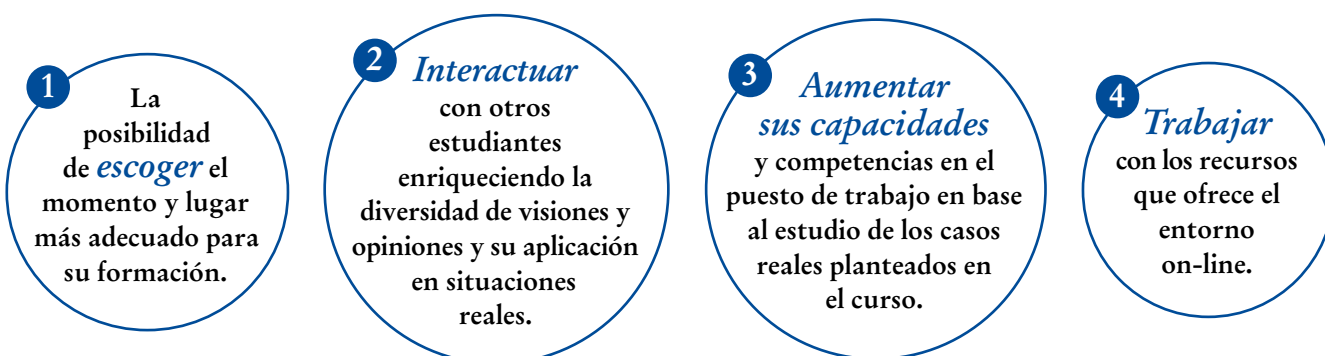 1
La
posibilidad
de escoger el
momento y lugar
más adecuado para
su formación.
2
Interactuar
con otros
estudiantes
enriqueciendo la
diversidad de visiones y
opiniones y su aplicación
en situaciones
reales.
3
Aumentar
sus capacidades
y competencias en el
puesto de trabajo en base
al estudio de los casos
reales planteados en
el curso.
4
Trabajar
con los recursos
que ofrece el
entorno
on-line.